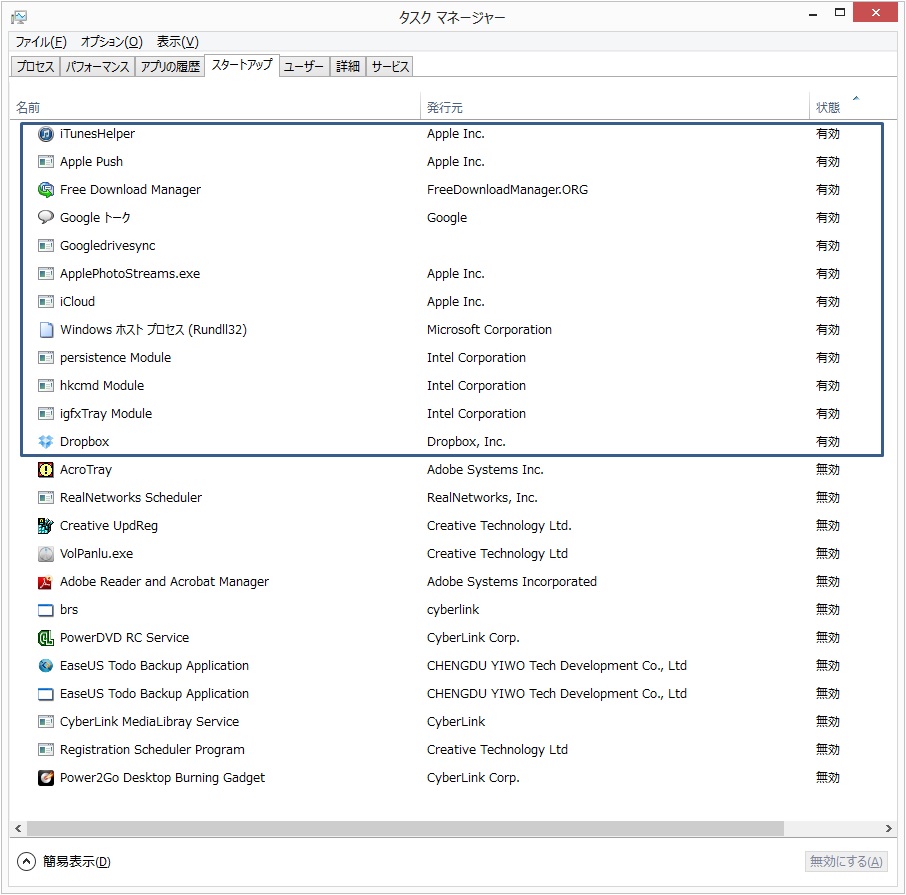 タスク マネージャー
ファイル(F) オプション(O) 表示(V)
プロセス パフォーマンス アプリの履歴 スタートアップ ユーザー 詳細 サービス
名前 発行元 状態
iTunesHelper Apple Inc. 有効
Apple Push Apple Inc. 有効
Free Download Manager FreeDownloadManager.ORG 有効
Google トーク Google 有効
Googledrivesync 有効
ApplePhotoStreams.exe Apple Inc. 有効
iCloud Apple Inc. 有効
Windows ホスト プロセス (Rundll32) Microsoft Corporation 有効
persistence Module Intel Corporation 有効
hkcmd Module Intel Corporation 有効
igfxTray Module Intel Corporation 有効
Dropbox Dropbox, Inc. 有効
AcroTray Adobe Systems Inc. 無効
RealNetworks Scheduler RealNetworks, Inc. 無効
Creative UpdReg Creative Technology Ltd. 無効
VolPanlu.exe Creative Technology Ltd 無効
Adobe Reader and Acrobat Manager Adobe Systems Incorporated 無効
brs cyberlink 無効
PowerDVD RC Service CyberLink Corp. 無効
EaseUS Todo Backup Application CHENGDU YIWO Tech Development Co., Ltd 無効
EaseUS Todo Backup Application CHENGDU YIWO Tech Development Co., Ltd 無効
CyberLink MediaLibray Service CyberLink 無効
Registration Scheduler Program Creative Technology Ltd 無効
Power2Go Desktop Burning Gadget CyberLink Corp. 無効
簡易表示(D) 無効にする(A)